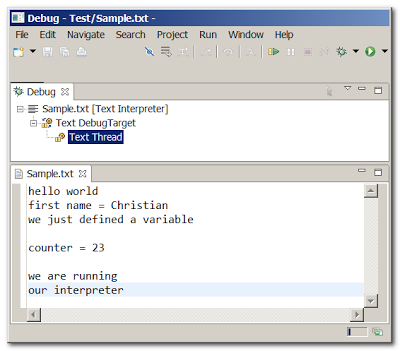 Debug - Test/Sample.txt -
File Edit Navigate Search Project Run Window Help
Debug
Sample.txt [Text Interpreter]
Text DebugTarget
Text Thread
Sample.txt
hello world
first name = Christian
we just defined a variable
counter = 23
we are running
our interpreter